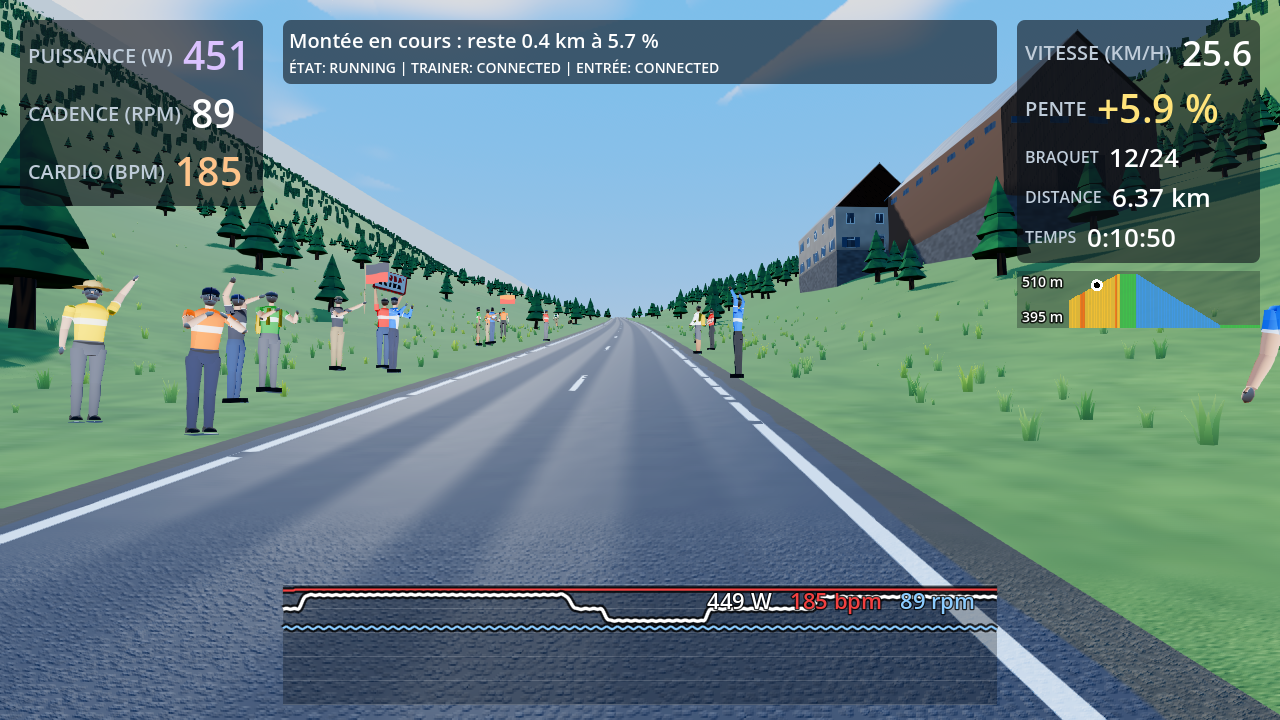 PUISSANCE (W) 451
CADENCE (RPM) 89
CARDIO (BPM) 185
Montée en cours : reste 0.4 km à 5.7 %
ÉTAT: RUNNING | TRAINER: CONNECTED | ENTRÉE: CONNECTED
VITESSE (KM/H) 25.6
PENTE +5.9 %
BRAQUET 12/24
DISTANCE 6.37 km
TEMPS 0:10:50
510 m
395 m
449 W 185 bpm 89 rpm